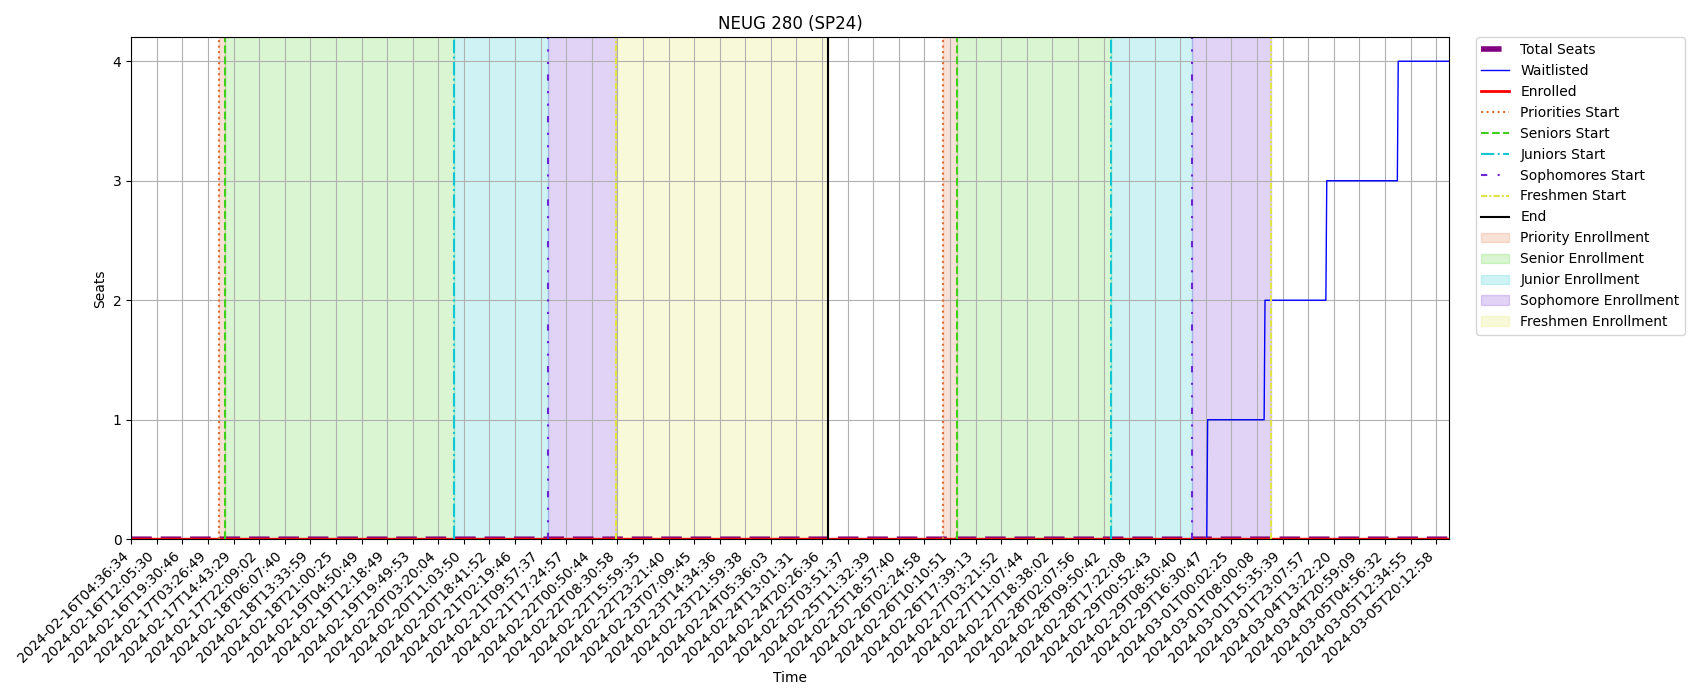 NEUG 280 (SP24)
Seats
4
3
2
1
0
2024-02-16T04:36:34
2024-02-16T12:05:30
2024-02-16T19:30:46
2024-02-17T03:26:49
2024-02-17T14:43:29
2024-02-17T22:09:02
2024-02-18T06:07:40
2024-02-18T13:33:59
2024-02-18T21:00:25
2024-02-19T04:50:49
2024-02-19T12:18:49
2024-02-19T19:49:53
2024-02-20T03:20:04
2024-02-20T11:03:50
2024-02-20T18:41:52
2024-02-21T02:19:46
2024-02-21T09:57:37
2024-02-21T17:24:57
2024-02-22T00:50:44
2024-02-22T08:30:58
2024-02-22T15:59:35
2024-02-22T23:21:40
2024-02-23T07:09:45
2024-02-23T14:34:36
2024-02-23T21:59:38
2024-02-24T05:36:03
2024-02-24T13:01:31
2024-02-24T20:26:36
2024-02-25T03:51:37
2024-02-25T11:32:39
2024-02-25T18:57:40
2024-02-26T02:24:58
2024-02-26T10:10:51
2024-02-26T17:39:13
2024-02-27T03:21:52
2024-02-27T11:07:44
2024-02-27T18:38:02
2024-02-28T02:07:56
2024-02-28T09:50:42
2024-02-28T17:22:08
2024-02-29T00:52:43
2024-02-29T08:50:40
2024-02-29T16:30:47
2024-03-01T00:02:25
2024-03-01T08:00:08
2024-03-01T15:35:39
2024-03-01T23:07:57
2024-03-04T13:22:20
2024-03-04T20:59:09
2024-03-05T04:56:32
2024-03-05T12:34:55
2024-03-05T20:12:58
Time
Total Seats
Waitlisted
Enrolled
Priorities Start
Seniors Start
Juniors Start
Sophomores Start
Freshmen Start
End
Priority Enrollment
Senior Enrollment
Junior Enrollment
Sophomore Enrollment
Freshmen Enrollment